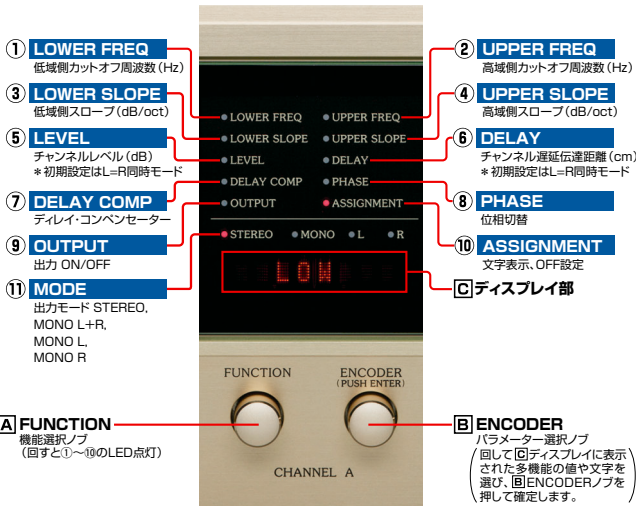 ① LOWER FREQ
低域側カットオフ周波数（Hz）
② UPPER FREQ
高域側カットオフ周波数（Hz）
③ LOWER SLOPE
低域側スロープ（dB/oct）
④ UPPER SLOPE
高域側スロープ（dB/oct）
⑤ LEVEL
チャンネルレベル（dB）
＊初期設定はL=R同時モード
⑥ DELAY
チャンネル遅延伝達距離（cm）
＊初期設定はL=R同時モード
⑦ DELAY COMP
ディレイ・コンペンセーター
⑧ PHASE
位相切替
⑨ OUTPUT
出力 ON/OFF
⑩ ASSIGNMENT
文字表示、OFF設定
⑪ MODE
出力モード STEREO,
MONO L+R,
MONO L,
MONO R
LOWER FREQ UPPER FREQ
LOWER SLOPE UPPER SLOPE
LEVEL DELAY
DELAY COMP PHASE
OUTPUT ASSIGNMENT
STEREO MONO L R
LOW
C ディスプレイ部
FUNCTION ENCODER
(PUSH ENTER)
CHANNEL A
A FUNCTION
機能選択ノブ
（回すと①〜⑩のLED点灯）
B ENCODER
パラメーター選択ノブ
回してCディスプレイに表示
された多機能の値や文字を
選び、BENCODERノブを
押して確定します。